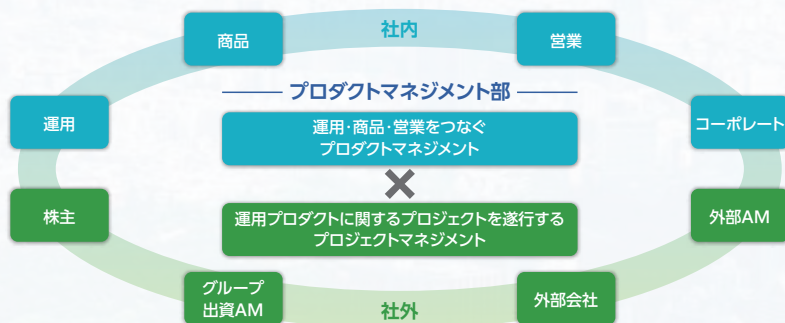 社内
商品
営業
プロダクトマネジメント部
運用
運用・商品・営業をつなぐ
プロダクトマネジメント
コーポレート
株主
運用プロダクトに関するプロジェクトを遂行する
プロジェクトマネジメント
外部AM
グループ
出資AM
社外
外部会社